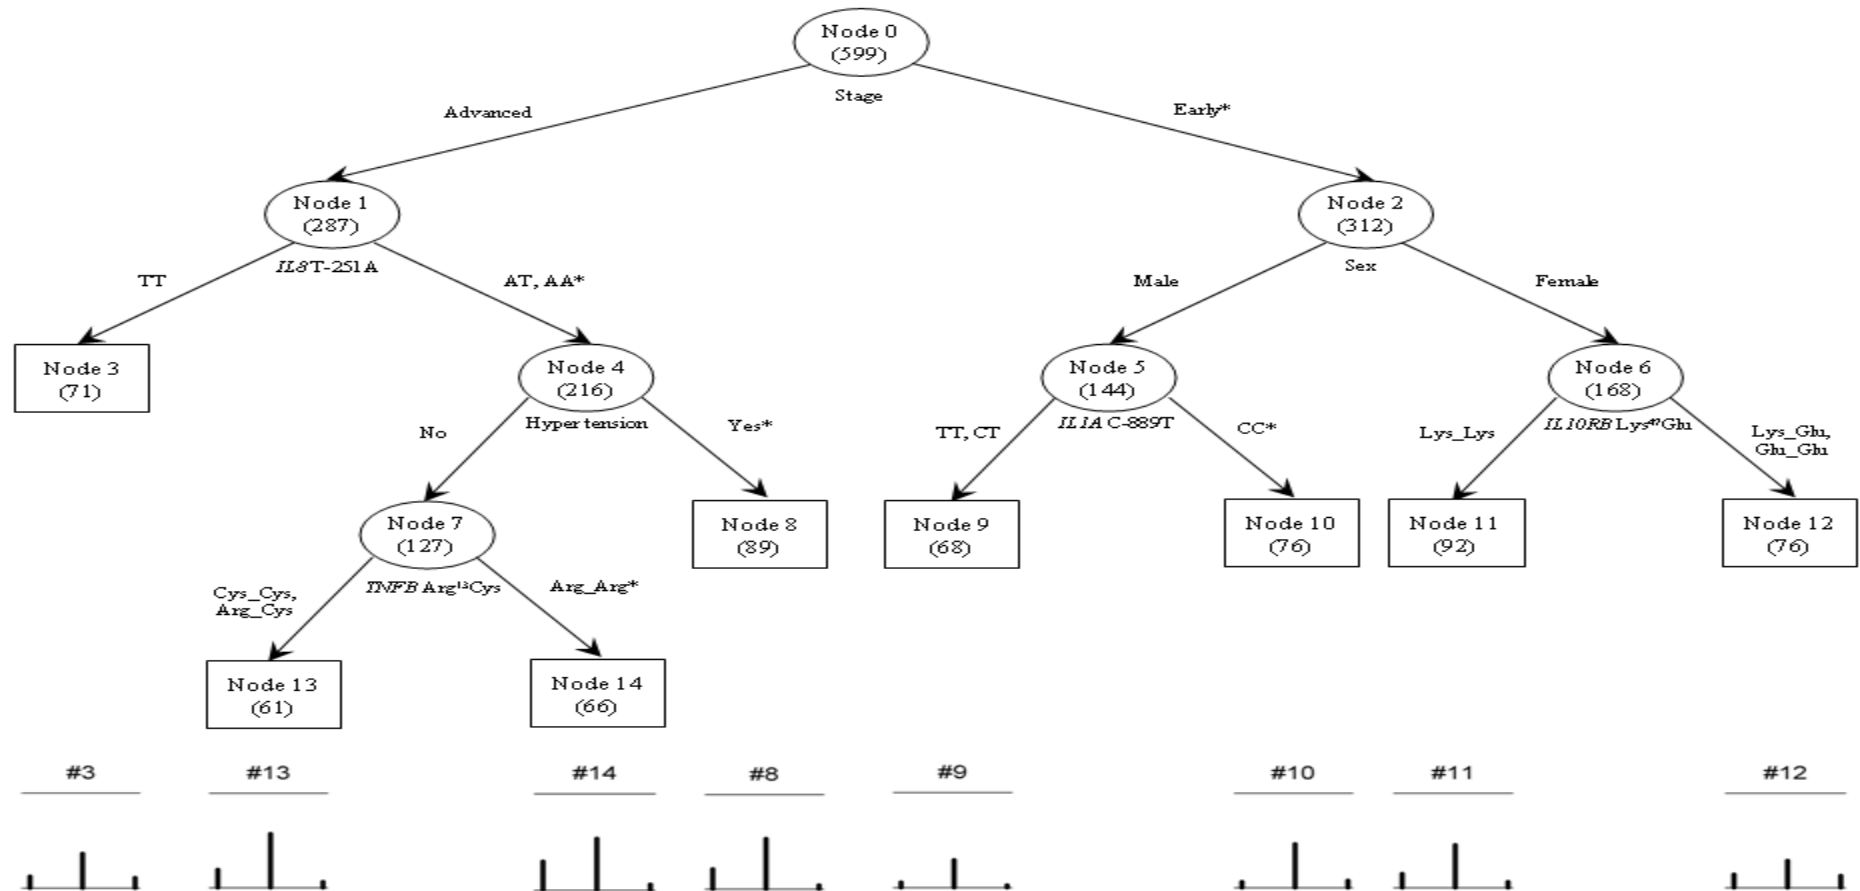 Node 0
(599)
Stage
Advanced
Early*
Node 1
(287)
IL8 T-251A
Node 2
(312)
Sex
TT
AT, AA*
Male
Female
Node 3
(71)
Node 4
(216)
Hypertension
Node 5
(144)
IL1A C-889T
Node 6
(168)
IL10RB Lys⁴⁷Glu
No
Yes*
TT, CT
CC*
Lys_Lys
Lys_Glu,
Glu_Glu
Node 7
(127)
TNFB Arg¹³Cys
Node 8
(89)
Node 9
(68)
Node 10
(76)
Node 11
(92)
Node 12
(76)
Cys_Cys,
Arg_Cys
Arg_Arg*
Node 13
(61)
Node 14
(66)
#3
#13
#14
#8
#9
#10
#11
#12